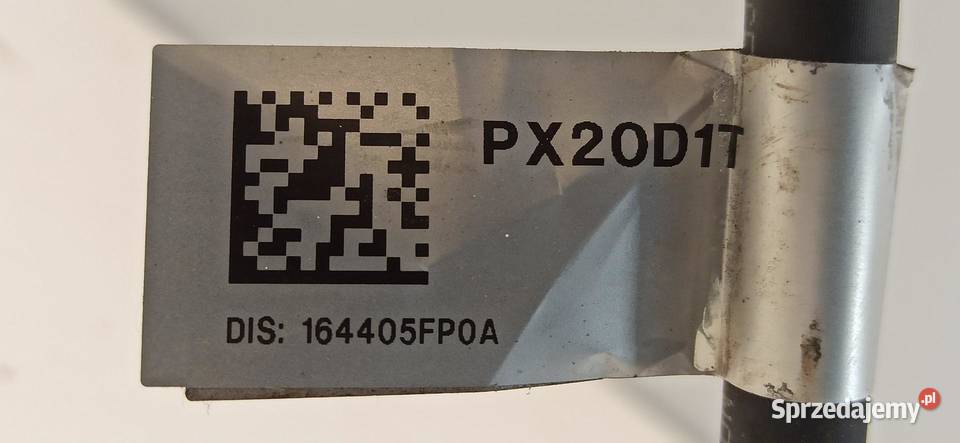 PX20D1T
DIS: 164405FP0A
Sprzedajemy.pl